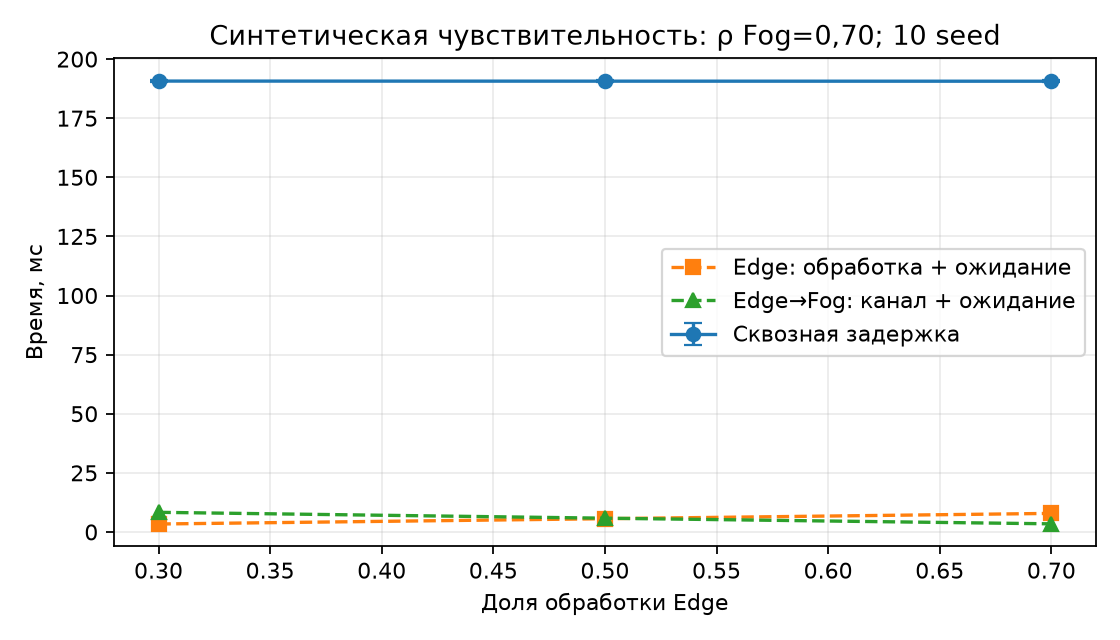 Синтетическая чувствительность: ρ Fog=0,70; 10 seed
Время, мс
200
175
150
125
100
75
50
25
0
Edge: обработка + ожидание
Edge→Fog: канал + ожидание
Сквозная задержка
0.30 0.35 0.40 0.45 0.50 0.55 0.60 0.65 0.70
Доля обработки Edge